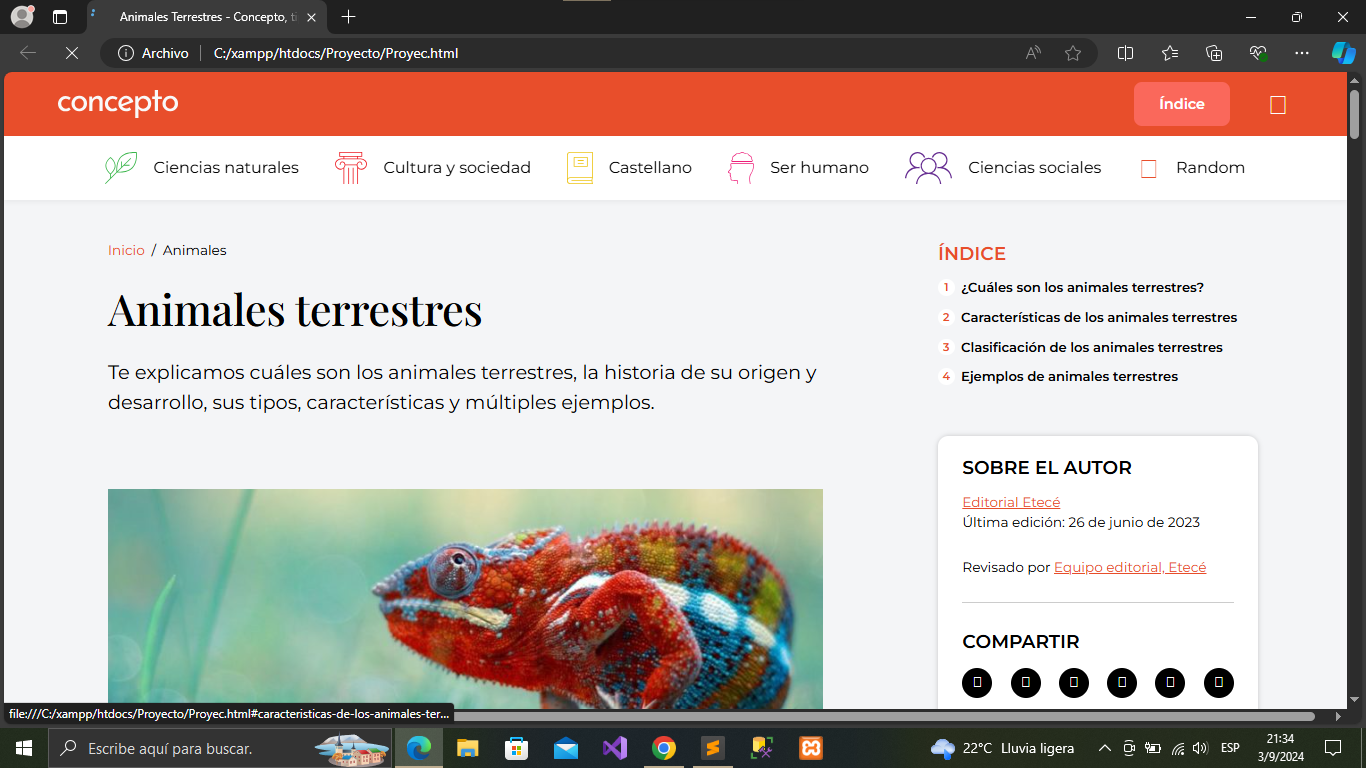 Animales Terrestres - Concepto, ti
Archivo C:/xampp/htdocs/Proyecto/Proyec.html
concepto
Índice
Ciencias naturales Cultura y sociedad Castellano Ser humano Ciencias sociales Random
Inicio / Animales
Animales terrestres
Te explicamos cuáles son los animales terrestres, la historia de su origen y
desarrollo, sus tipos, características y múltiples ejemplos.
ÍNDICE
1 ¿Cuáles son los animales terrestres?
2 Características de los animales terrestres
3 Clasificación de los animales terrestres
4 Ejemplos de animales terrestres
SOBRE EL AUTOR
Editorial Etecé
Última edición: 26 de junio de 2023
Revisado por Equipo editorial, Etecé
COMPARTIR
file:///C:/xampp/htdocs/Proyecto/Proyec.html#caracteristicas-de-los-animales-ter...
Escribe aquí para buscar.
22°C Lluvia ligera
ESP
21:34
3/9/2024